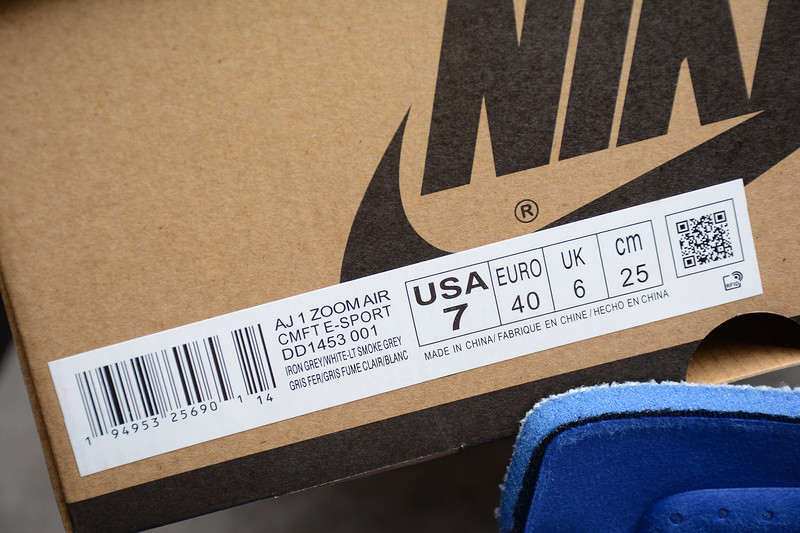 NIK
®
AJ 1 ZOOM AIR
CMFT E-SPORT
DD1453 001
IRON GREY/WHITE-LT SMOKE GREY
GRIS FER/GRIS FUME CLAIR/BLANC
1 94953 25690 1 14
USA
7
EURO
40
UK
6
cm
25
MADE IN CHINA/FABRIQUE EN CHINE/HECHO EN CHINA
RFID